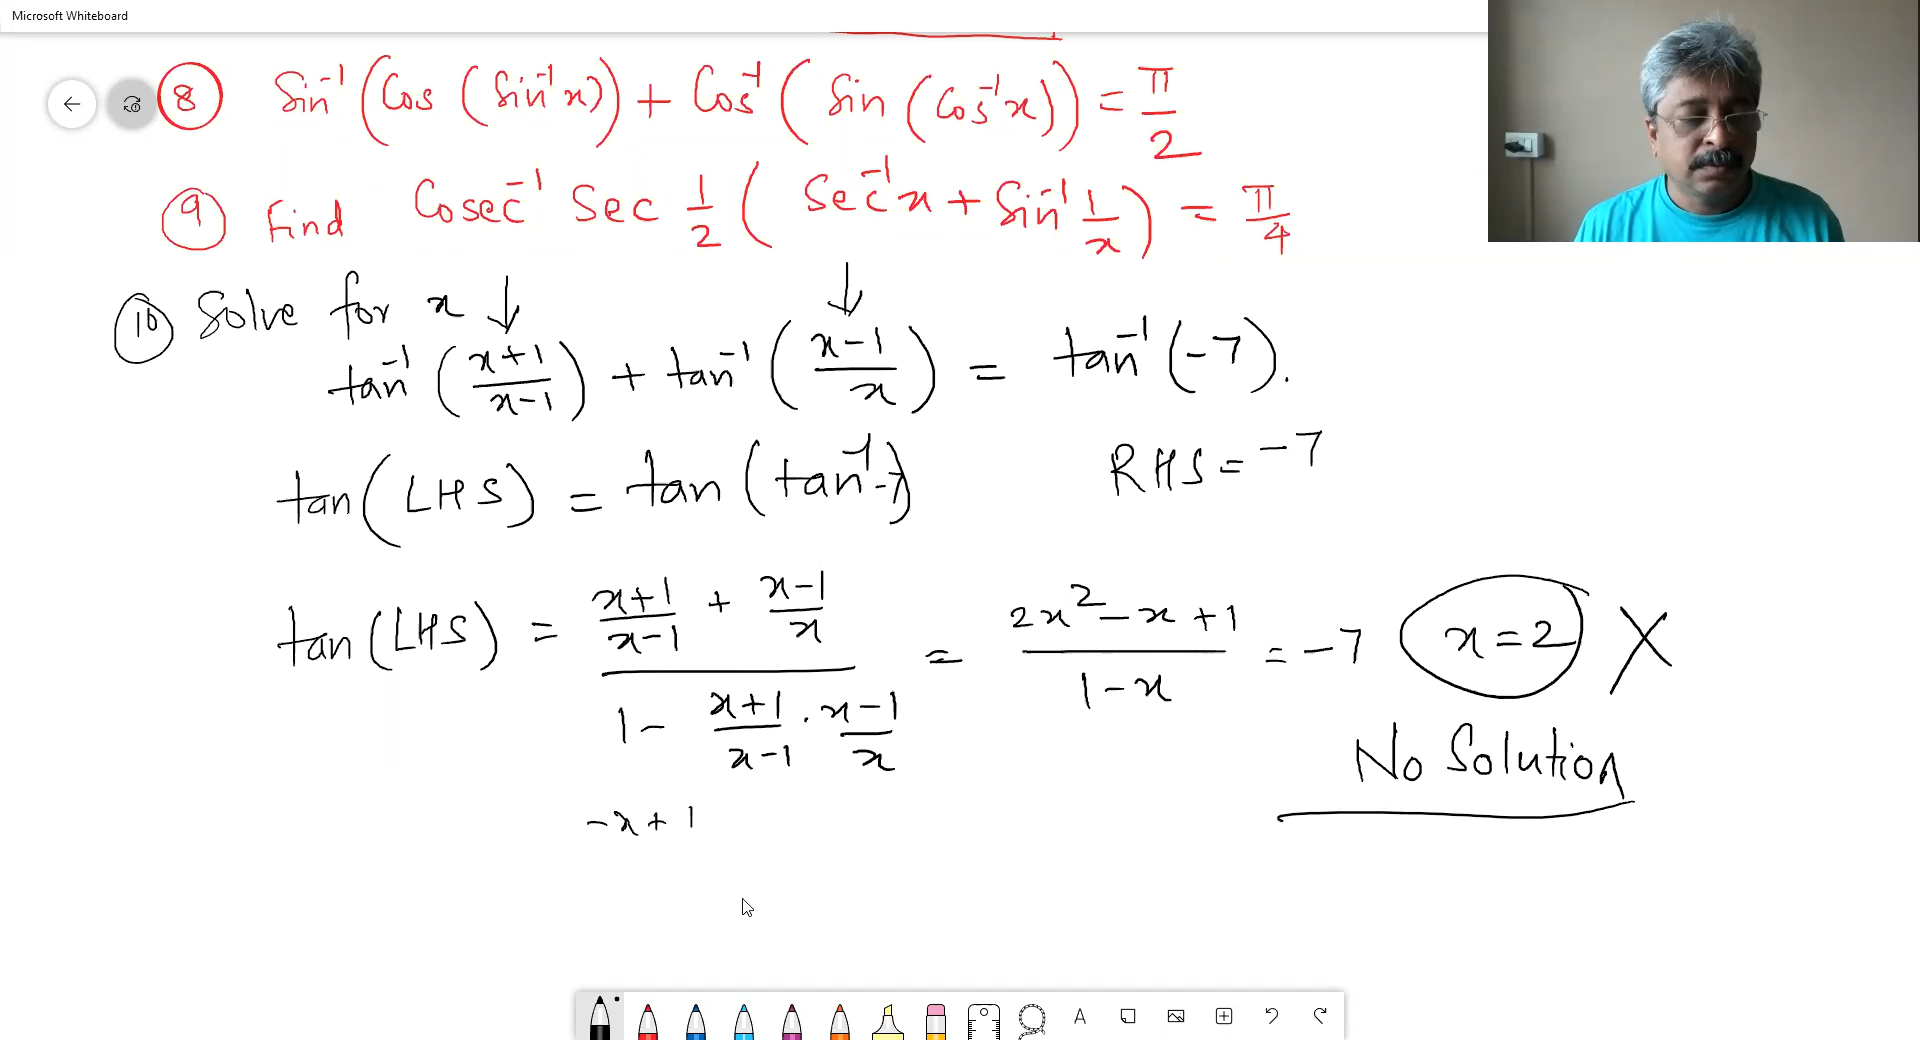 Microsoft Whiteboard
8 Sin⁻¹(Cos(Sin⁻¹x)) + Cos⁻¹(Sin(Cos⁻¹x)) = π/2
9 Find Cosec⁻¹ Sec 1/2 (Sec⁻¹x + Sin⁻¹ 1/x) = π/4
10 Solve for x
tan⁻¹((x+1)/(x-1)) + tan⁻¹((x-1)/x) = tan⁻¹(-7).
tan(LHS) = tan(tan⁻¹-7) RHS = -7
tan(LHS) = ((x+1)/(x-1) + (x-1)/x)/(1 - (x+1)/(x-1) · (x-1)/x) = (2x² - x + 1)/(1-x) = -7 x = 2 X
No Solution
-x + 1
A